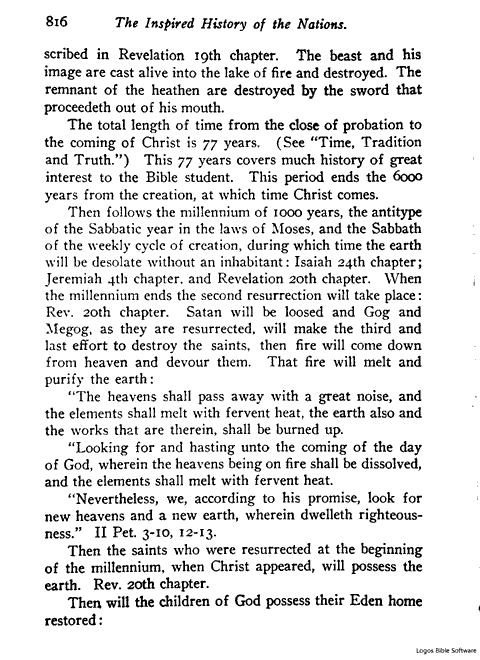 816 The Inspired History of the Nations.
scribed in Revelation 19th chapter. The beast and his
image are cast alive into the lake of fire and destroyed. The
remnant of the heathen are destroyed by the sword that
proceedeth out of his mouth.
The total length of time from the close of probation to
the coming of Christ is 77 years. (See "Time, Tradition
and Truth.") This 77 years covers much history of great
interest to the Bible student. This period ends the 6000
years from the creation, at which time Christ comes.
Then follows the millennium of 1000 years, the antitype
of the Sabbatic year in the laws of Moses, and the Sabbath
of the weekly cycle of creation, during which time the earth
will be desolate without an inhabitant: Isaiah 24th chapter;
Jeremiah 4th chapter, and Revelation 20th chapter. When
the millennium ends the second resurrection will take place:
Rev. 20th chapter. Satan will be loosed and Gog and
Megog, as they are resurrected, will make the third and
last effort to destroy the saints, then fire will come down
from heaven and devour them. That fire will melt and
purify the earth:
"The heavens shall pass away with a great noise, and
the elements shall melt with fervent heat, the earth also and
the works that are therein, shall be burned up.
"Looking for and hasting unto the coming of the day
of God, wherein the heavens being on fire shall be dissolved,
and the elements shall melt with fervent heat.
"Nevertheless, we, according to his promise, look for
new heavens and a new earth, wherein dwelleth righteous-
ness." II Pet. 3-10, 12-13.
Then the saints who were resurrected at the beginning
of the millennium, when Christ appeared, will possess the
earth. Rev. 20th chapter.
Then will the children of God possess their Eden home
restored:
Logos Bible Software